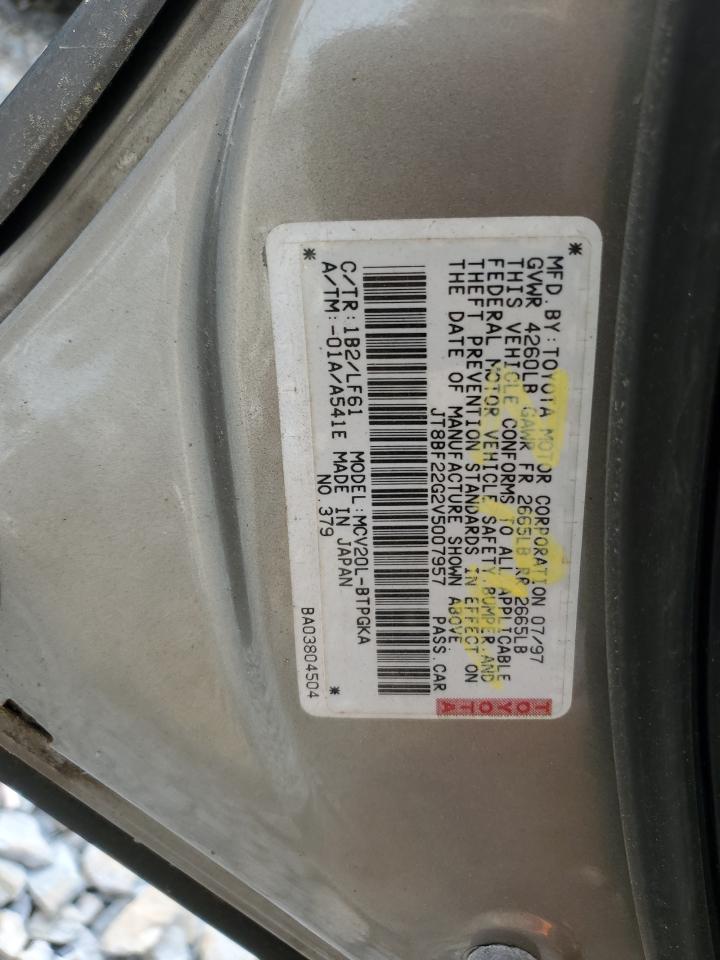 MFD. BY: TOYOTA MOTOR CORPORATION 07/97
GVWR 4260LB GAWR FR 2665LB RR 2665LB
THIS VEHICLE CONFORMS TO ALL APPLICABLE
FEDERAL MOTOR VEHICLE SAFETY, BUMPER, AND
THEFT PREVENTION STANDARDS IN EFFECT ON
THE DATE OF MANUFACTURE SHOWN ABOVE
JT8BF22G2V5007957 PASS. CAR
TOYOTA
TOYOTA
C/TR: 1B2/LF61 MODEL: MCV20L-BTPGKA
A/TM: -01A/A541E MADE IN JAPAN
NO. 379
BA03804504